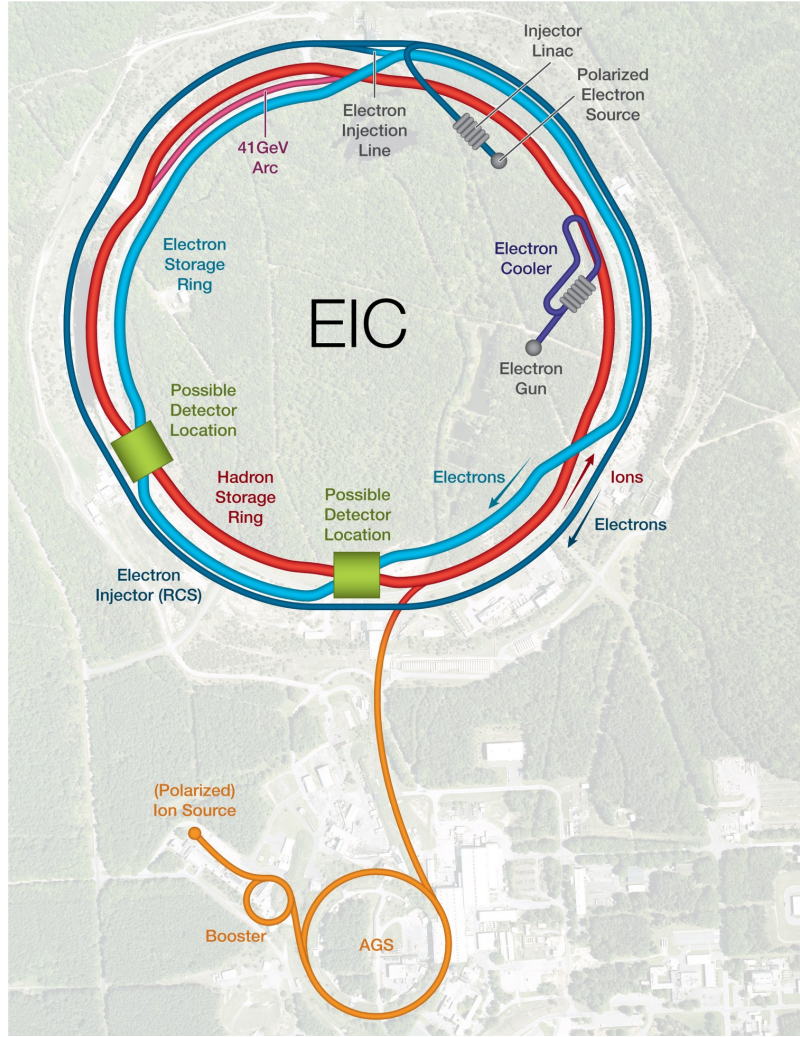 Injector
Linac
Polarized
Electron
Source
Electron
Injection
Line
41GeV
Arc
Electron
Storage
Ring
Electron
Cooler
EIC
Electron
Gun
Possible
Detector
Location
Hadron
Storage
Ring
Possible
Detector
Location
Electrons
Ions
Electrons
Electron
Injector (RCS)
(Polarized)
Ion Source
Booster
AGS